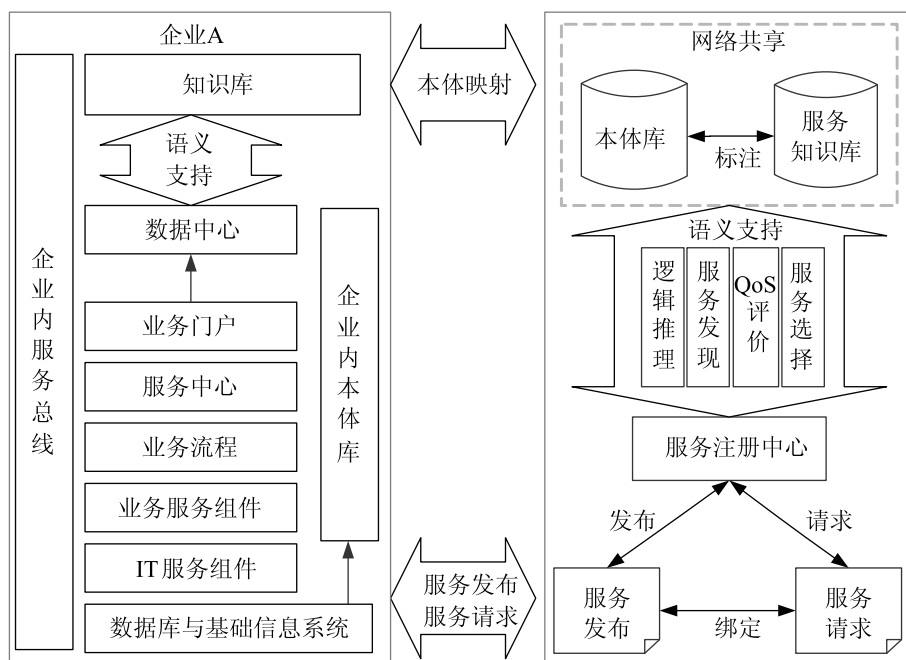 企业A
知识库
语义
支持
数据中心
业务门户
服务中心
业务流程
业务服务组件
IT服务组件
数据库与基础信息系统
企业内服务总线
企业内本体库
本体映射
服务发布
服务请求
网络共享
本体库
标注
服务
知识库
语义支持
逻辑推理
服务发现
QoS评价
服务选择
服务注册中心
发布
请求
服务
发布
绑定
服务
请求